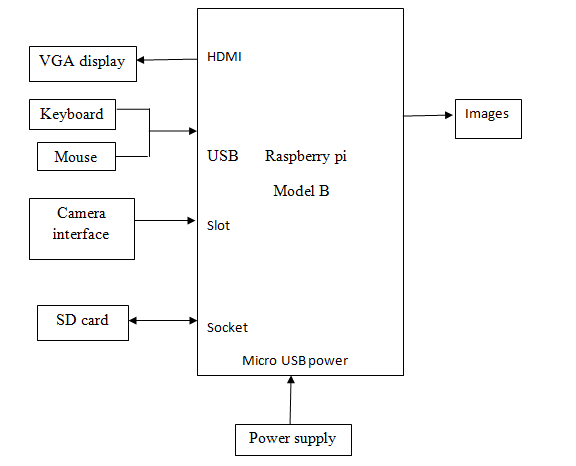 HDMI
VGA display
Keyboard
Images
USB
Raspberry pi
Mouse
Model B
Camera
interface
Slot
SD card
Socket
Micro USB power
Power supply